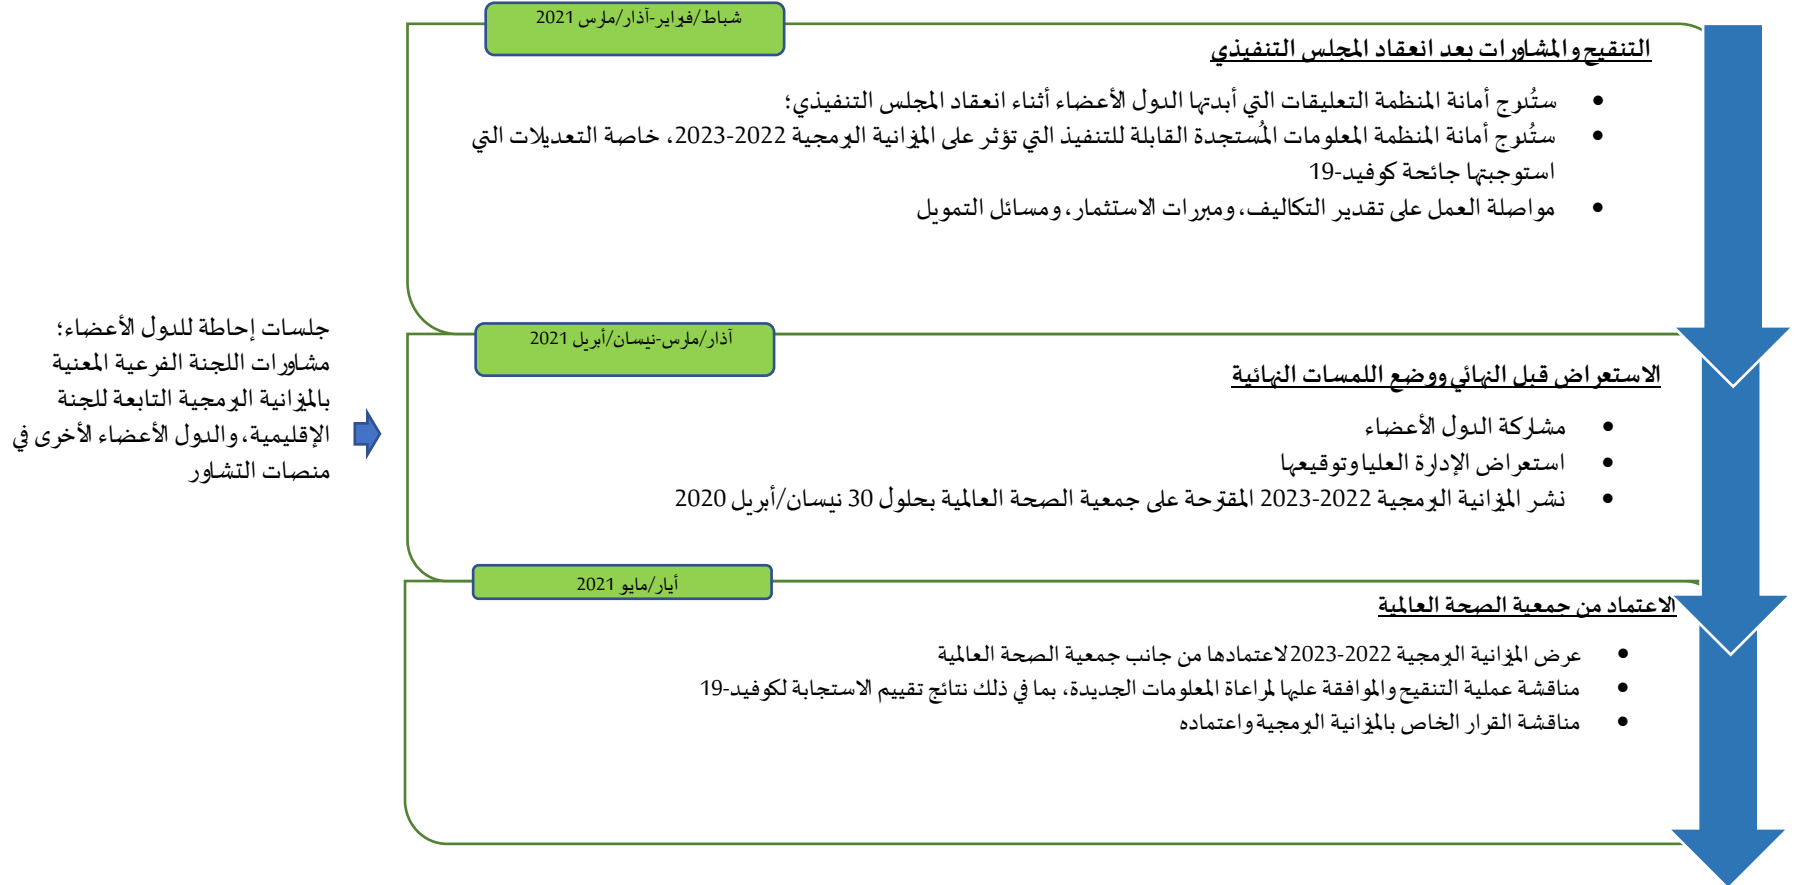 شباط/فبراير-آذار/مارس 2021
التنقيح والمشاورات بعد انعقاد المجلس التنفيذي
• ستُدرج أمانة المنظمة التعليقات التي أبدتها الدول الأعضاء أثناء انعقاد المجلس التنفيذي؛
• ستُدرج أمانة المنظمة المعلومات المُستجدة القابلة للتنفيذ التي تؤثر على الميزانية البرمجية 2022-2023، خاصة التعديلات التي
استوجبتها جائحة كوفيد-19
• مواصلة العمل على تقدير التكاليف، ومبررات الاستثمار، ومسائل التمويل
آذار/مارس-نيسان/أبريل 2021
الاستعراض قبل النهائي ووضع اللمسات النهائية
• مشاركة الدول الأعضاء
• استعراض الإدارة العليا وتوقيعها
• نشر الميزانية البرمجية 2022-2023 المقترحة على جمعية الصحة العالمية بحلول 30 نيسان/أبريل 2020
جلسات إحاطة للدول الأعضاء؛
مشاورات اللجنة الفرعية المعنية
بالميزانية البرمجية التابعة للجنة
الإقليمية، والدول الأعضاء الأخرى في
منصات التشاور
أيار/مايو 2021
الاعتماد من جمعية الصحة العالمية
• عرض الميزانية البرمجية 2022-2023 لاعتمادها من جانب جمعية الصحة العالمية
• مناقشة عملية التنقيح والموافقة عليها لمراعاة المعلومات الجديدة، بما في ذلك نتائج تقييم الاستجابة لكوفيد-19
• مناقشة القرار الخاص بالميزانية البرمجية واعتماده